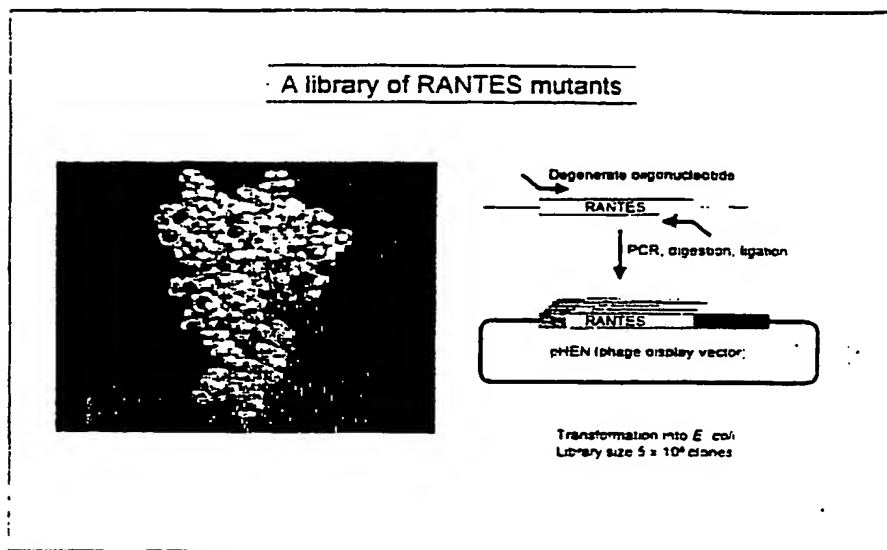 A library of RANTES mutants
Degenerate oligonucleotide
RANTES
PCR, digestion, ligation
RANTES
pHEN (phage display vector)
Transformation into E. coli
Library size 5 x 10 clones